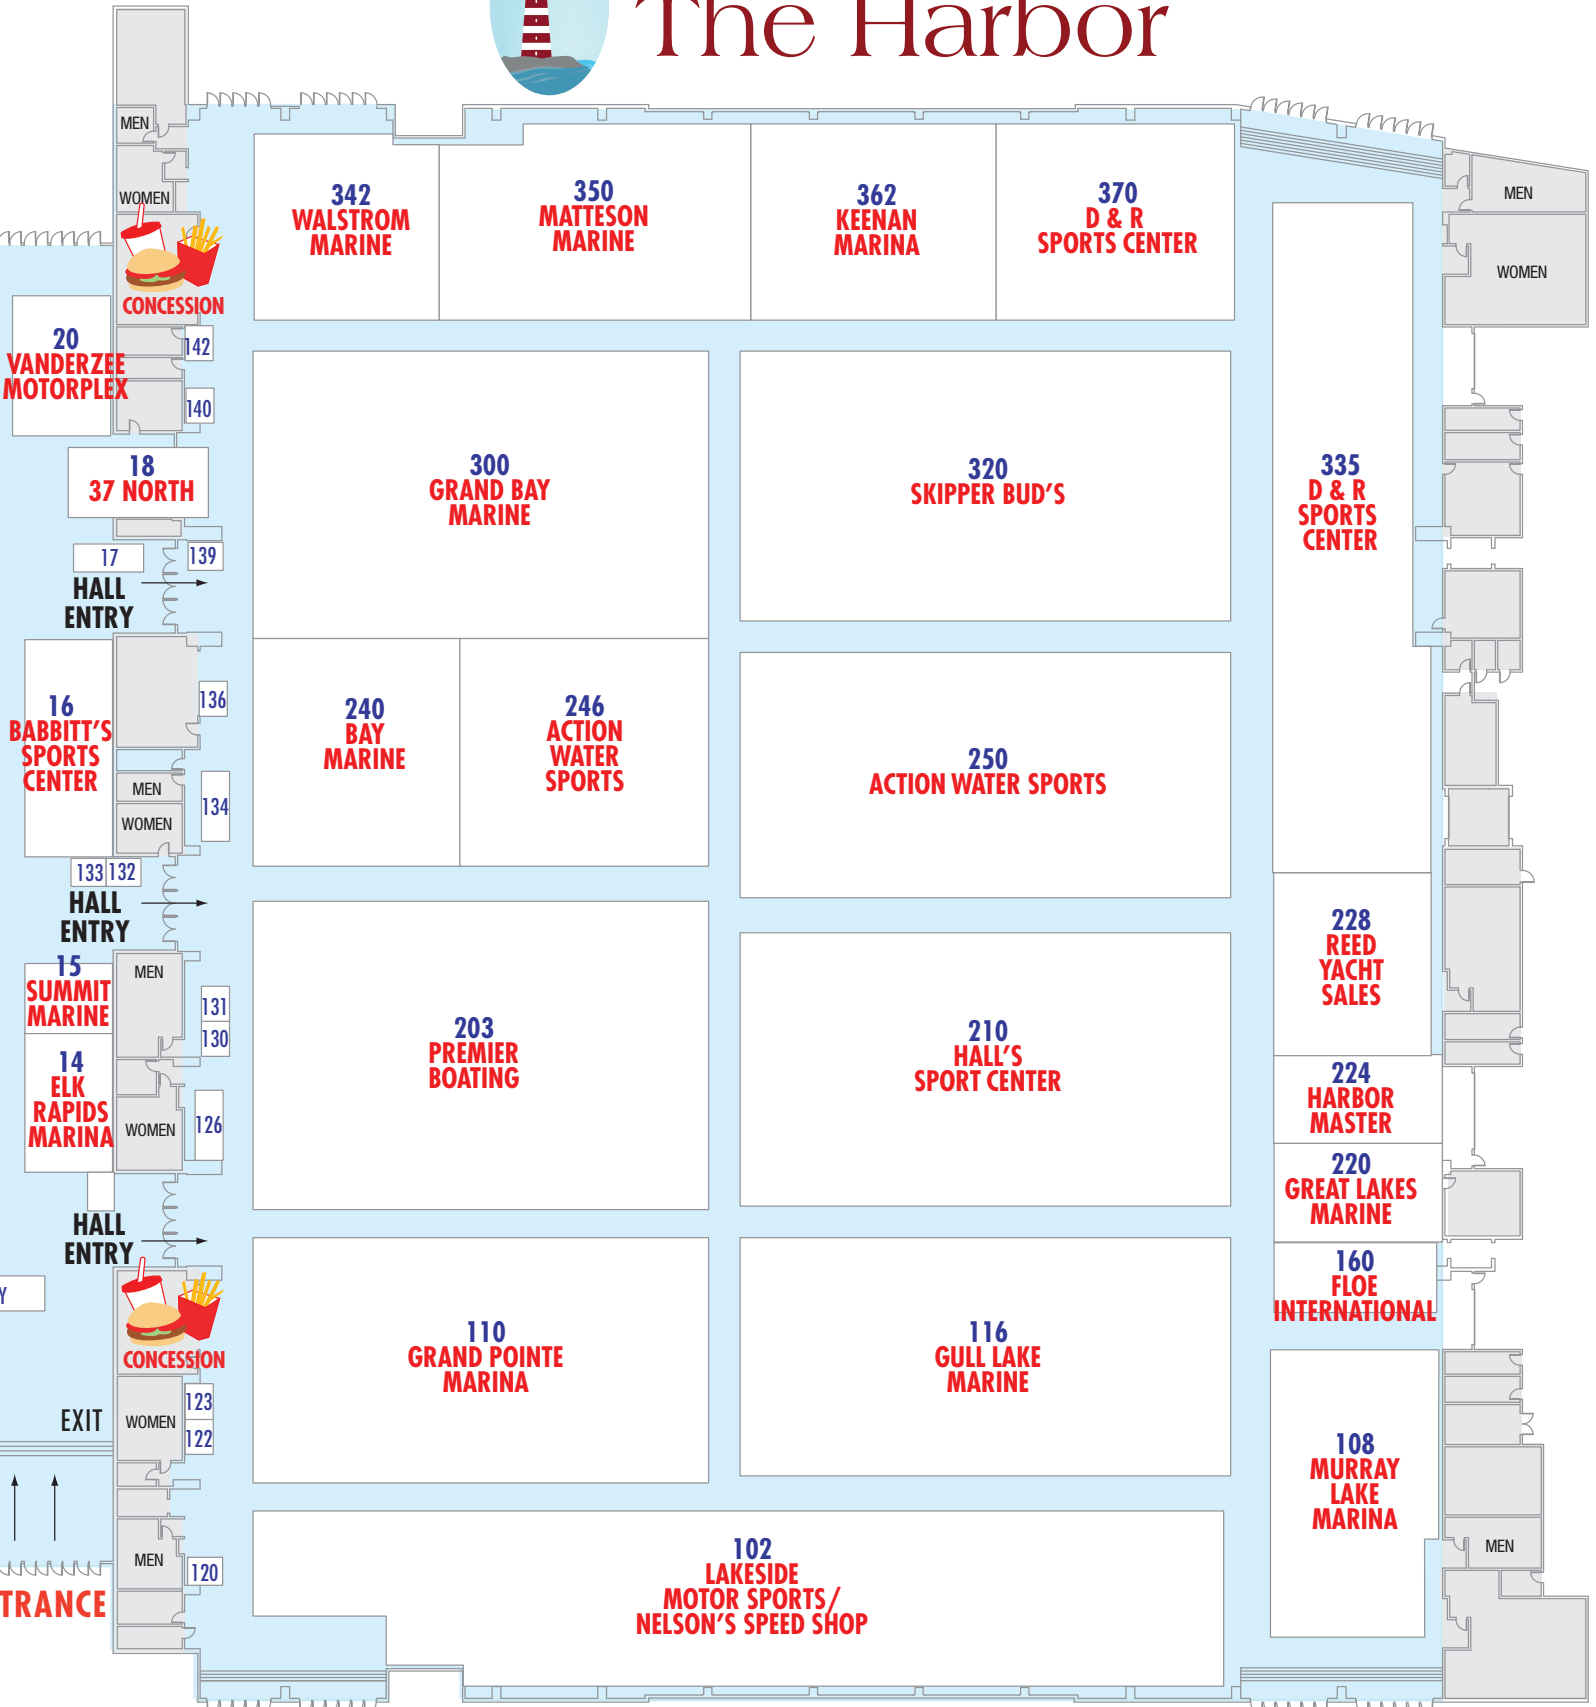 The Harbor
MEN
WOMEN
CONCESSION
342
WALSTROM
MARINE
350
MATTESON
MARINE
362
KEENAN
MARINA
370
D & R
SPORTS CENTER
MEN
WOMEN
20
VANDERZEE
MOTORPLEX
142
140
18
37 NORTH
17
139
HALL
ENTRY
300
GRAND BAY
MARINE
320
SKIPPER BUD'S
335
D & R
SPORTS
CENTER
16
BABBITT'S
SPORTS
CENTER
136
MEN
WOMEN
134
133
132
HALL
ENTRY
240
BAY
MARINE
246
ACTION
WATER
SPORTS
250
ACTION WATER SPORTS
228
REED
YACHT
SALES
15
SUMMIT
MARINE
MEN
131
130
14
ELK
RAPIDS
MARINA
WOMEN
126
HALL
ENTRY
203
PREMIER
BOATING
210
HALL'S
SPORT CENTER
224
HARBOR
MASTER
220
GREAT LAKES
MARINE
160
FLOE
INTERNATIONAL
Y
CONCESSION
110
GRAND POINTE
MARINA
116
GULL LAKE
MARINE
EXIT
WOMEN
123
122
108
MURRAY
LAKE
MARINA
MEN
MEN
120
TRANCE
102
LAKESIDE
MOTOR SPORTS/
NELSON'S SPEED SHOP